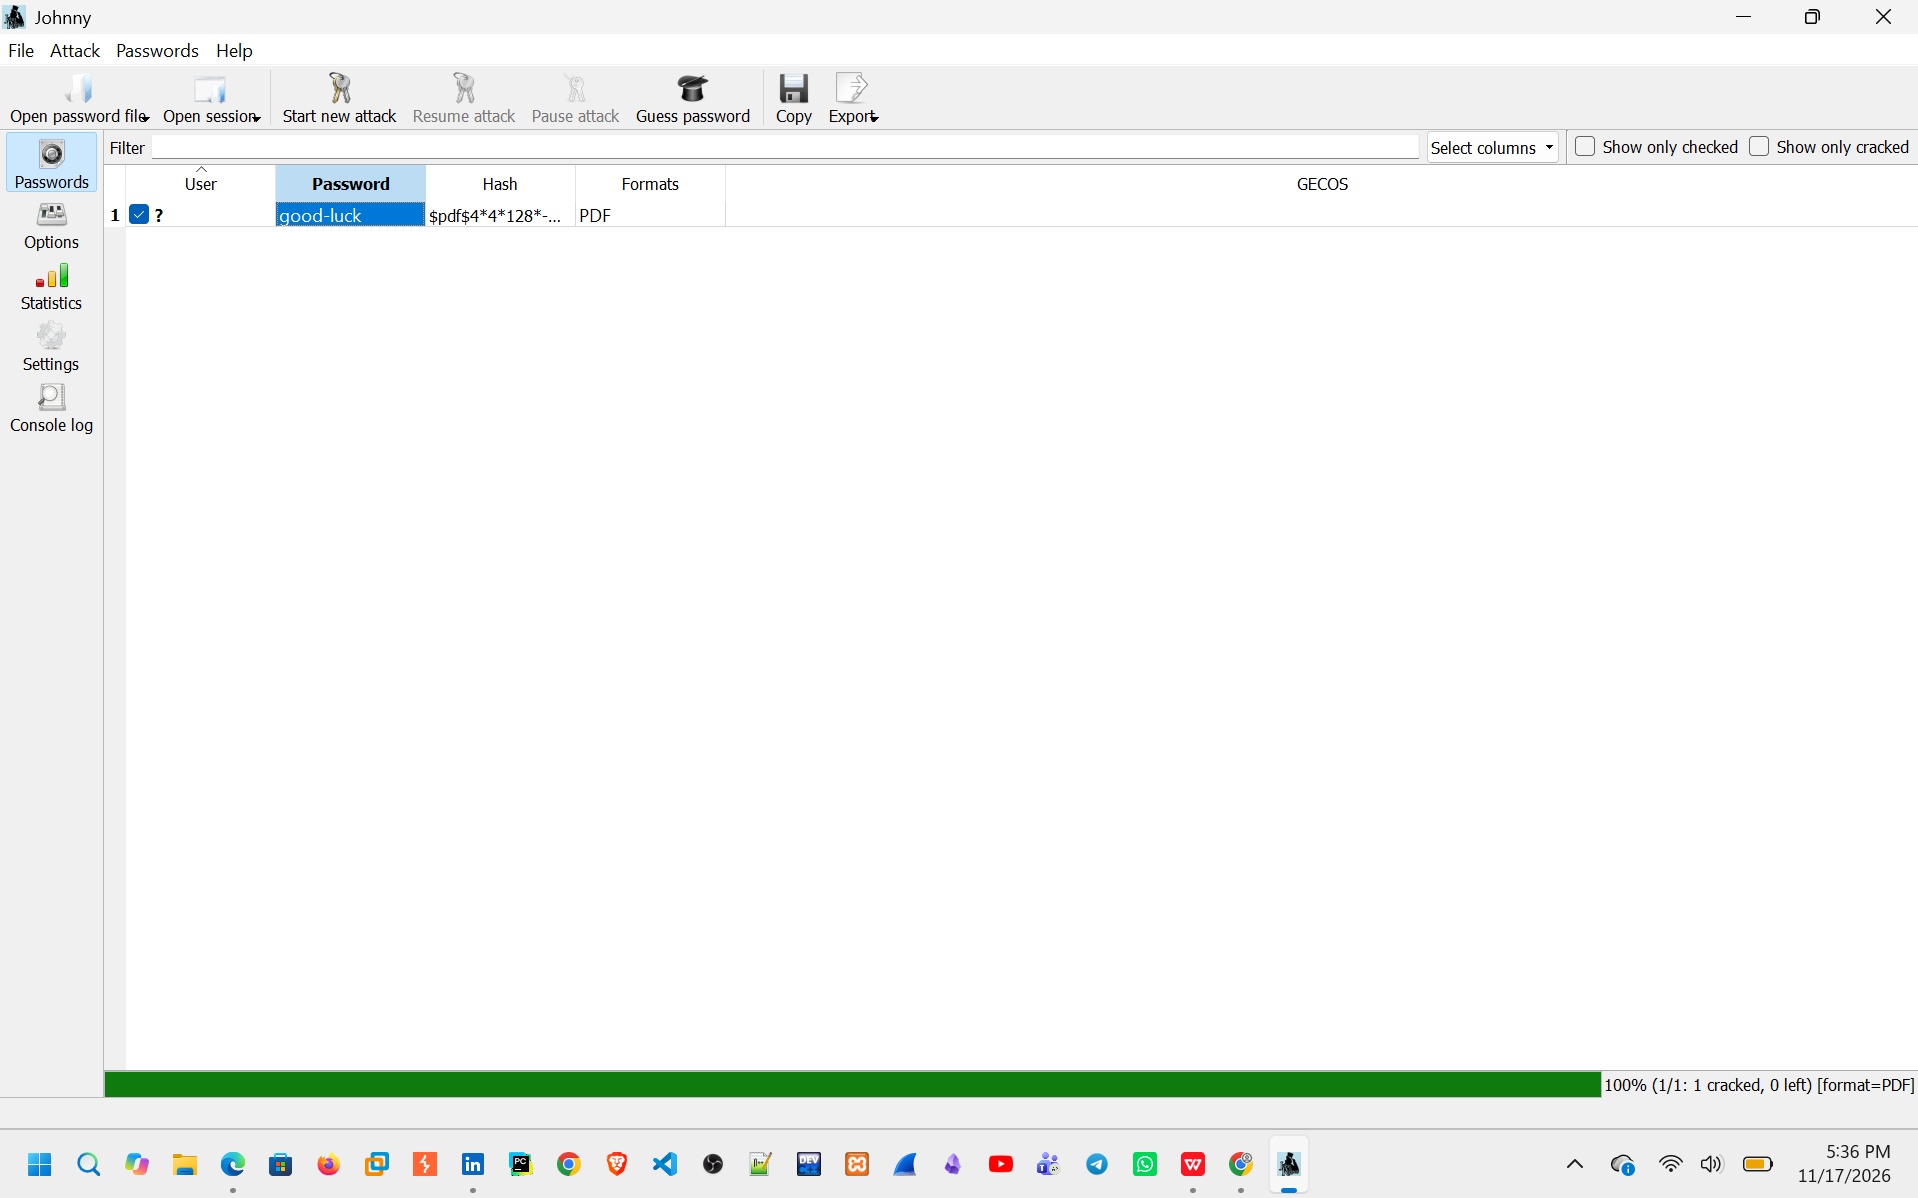 Johnny
File Attack Passwords Help
Open password file Open session Start new attack Resume attack Pause attack Guess password Copy Export
Passwords
Options
Statistics
Settings
Console log
Filter Select columns Show only checked Show only cracked
User Password Hash Formats GECOS
1 ? good-luck $pdf$4*4*128*-... PDF
100% (1/1: 1 cracked, 0 left) [format=PDF]
5:36 PM
11/17/2026